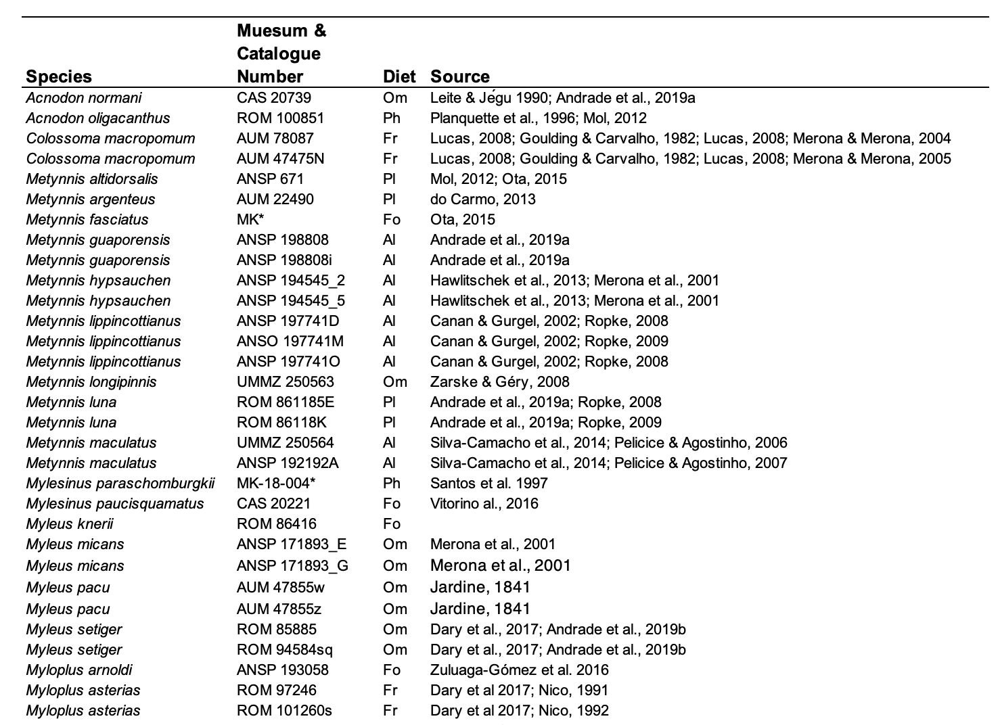 Species Muesum & Catalogue Number Diet Source
Acnodon normani CAS 20739 Om Leite & Jégu 1990; Andrade et al., 2019a
Acnodon oligacanthus ROM 100851 Ph Planquette et al., 1996; Mol, 2012
Colossoma macropomum AUM 78087 Fr Lucas, 2008; Goulding & Carvalho, 1982; Lucas, 2008; Merona & Merona, 2004
Colossoma macropomum AUM 47475N Fr Lucas, 2008; Goulding & Carvalho, 1982; Lucas, 2008; Merona & Merona, 2005
Metynnis altidorsalis ANSP 671 Pl Mol, 2012; Ota, 2015
Metynnis argenteus AUM 22490 Pl do Carmo, 2013
Metynnis fasciatus MK* Fo Ota, 2015
Metynnis guaporensis ANSP 198808 Al Andrade et al., 2019a
Metynnis guaporensis ANSP 198808i Al Andrade et al., 2019a
Metynnis hypsauchen ANSP 194545_2 Al Hawlitschek et al., 2013; Merona et al., 2001
Metynnis hypsauchen ANSP 194545_5 Al Hawlitschek et al., 2013; Merona et al., 2001
Metynnis lippincottianus ANSP 197741D Al Canan & Gurgel, 2002; Ropke, 2008
Metynnis lippincottianus ANSO 197741M Al Canan & Gurgel, 2002; Ropke, 2009
Metynnis lippincottianus ANSP 197741O Al Canan & Gurgel, 2002; Ropke, 2008
Metynnis longipinnis UMMZ 250563 Om Zarske & Géry, 2008
Metynnis luna ROM 861185E Pl Andrade et al., 2019a; Ropke, 2008
Metynnis luna ROM 86118K Pl Andrade et al., 2019a; Ropke, 2009
Metynnis maculatus UMMZ 250564 Al Silva-Camacho et al., 2014; Pelicice & Agostinho, 2006
Metynnis maculatus ANSP 192192A Al Silva-Camacho et al., 2014; Pelicice & Agostinho, 2007
Mylesinus paraschomburgkii MK-18-004* Ph Santos et al. 1997
Mylesinus paucisquamatus CAS 20221 Fo Vitorino al., 2016
Myleus knerii ROM 86416 Fo
Myleus micans ANSP 171893_E Om Merona et al., 2001
Myleus micans ANSP 171893_G Om Merona et al., 2001
Myleus pacu AUM 47855w Om Jardine, 1841
Myleus pacu AUM 47855z Om Jardine, 1841
Myleus setiger ROM 85885 Om Dary et al., 2017; Andrade et al., 2019b
Myleus setiger ROM 94584sq Om Dary et al., 2017; Andrade et al., 2019b
Myloplus arnoldi ANSP 193058 Fo Zuluaga-Gómez et al. 2016
Myloplus asterias ROM 97246 Fr Dary et al 2017; Nico, 1991
Myloplus asterias ROM 101260s Fr Dary et al 2017; Nico, 1992